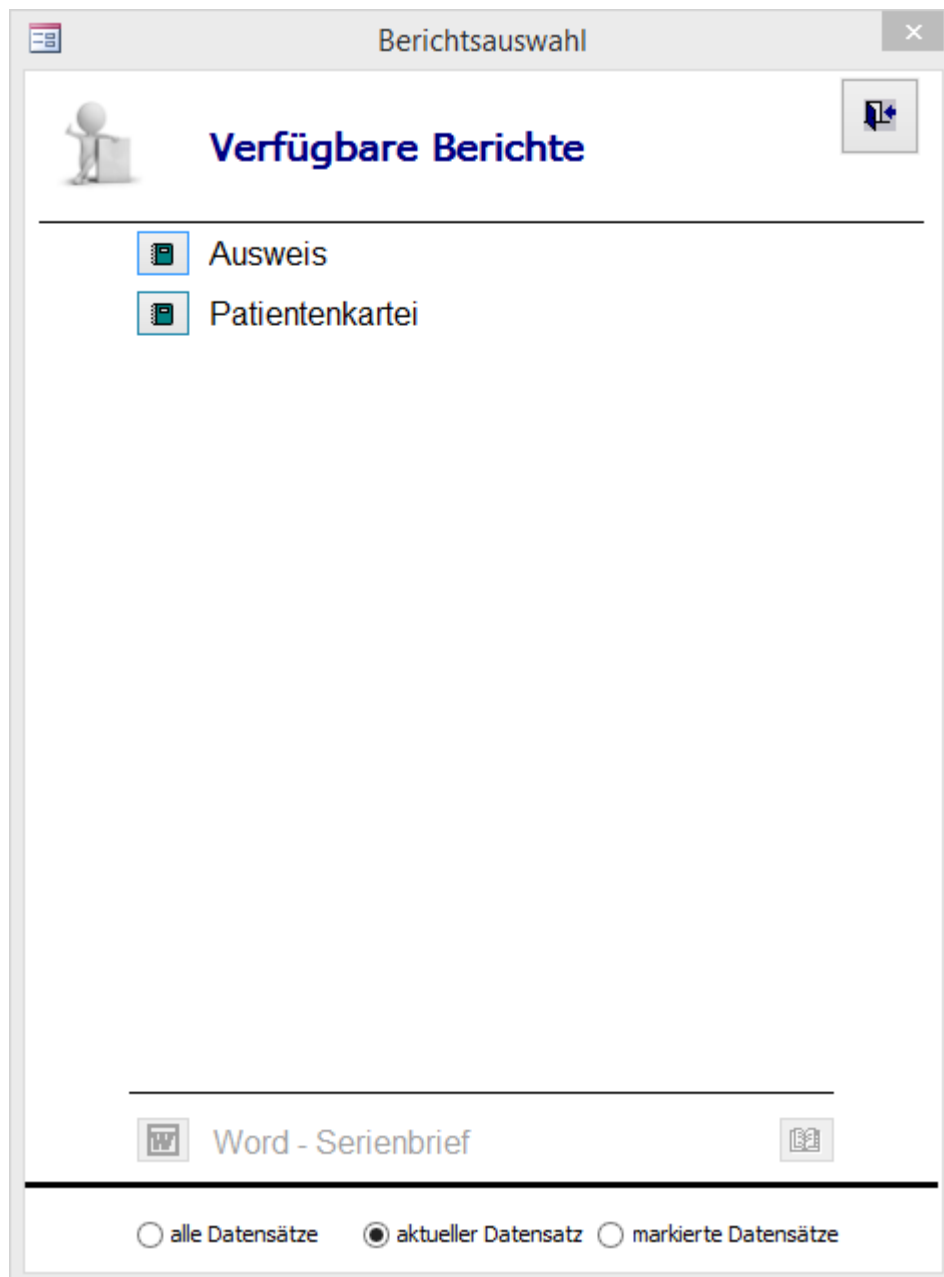 Berichtsauswahl
Verfügbare Berichte
Ausweis
Patientenkartei
Word - Serienbrief
alle Datensätze aktueller Datensatz markierte Datensätze